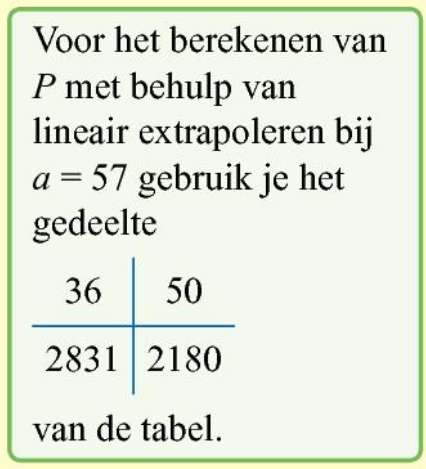 Voor het berekenen van
P met behulp van
lineair extrapoleren bij
a = 57 gebruik je het
gedeelte
36 50
2831 2180
van de tabel.